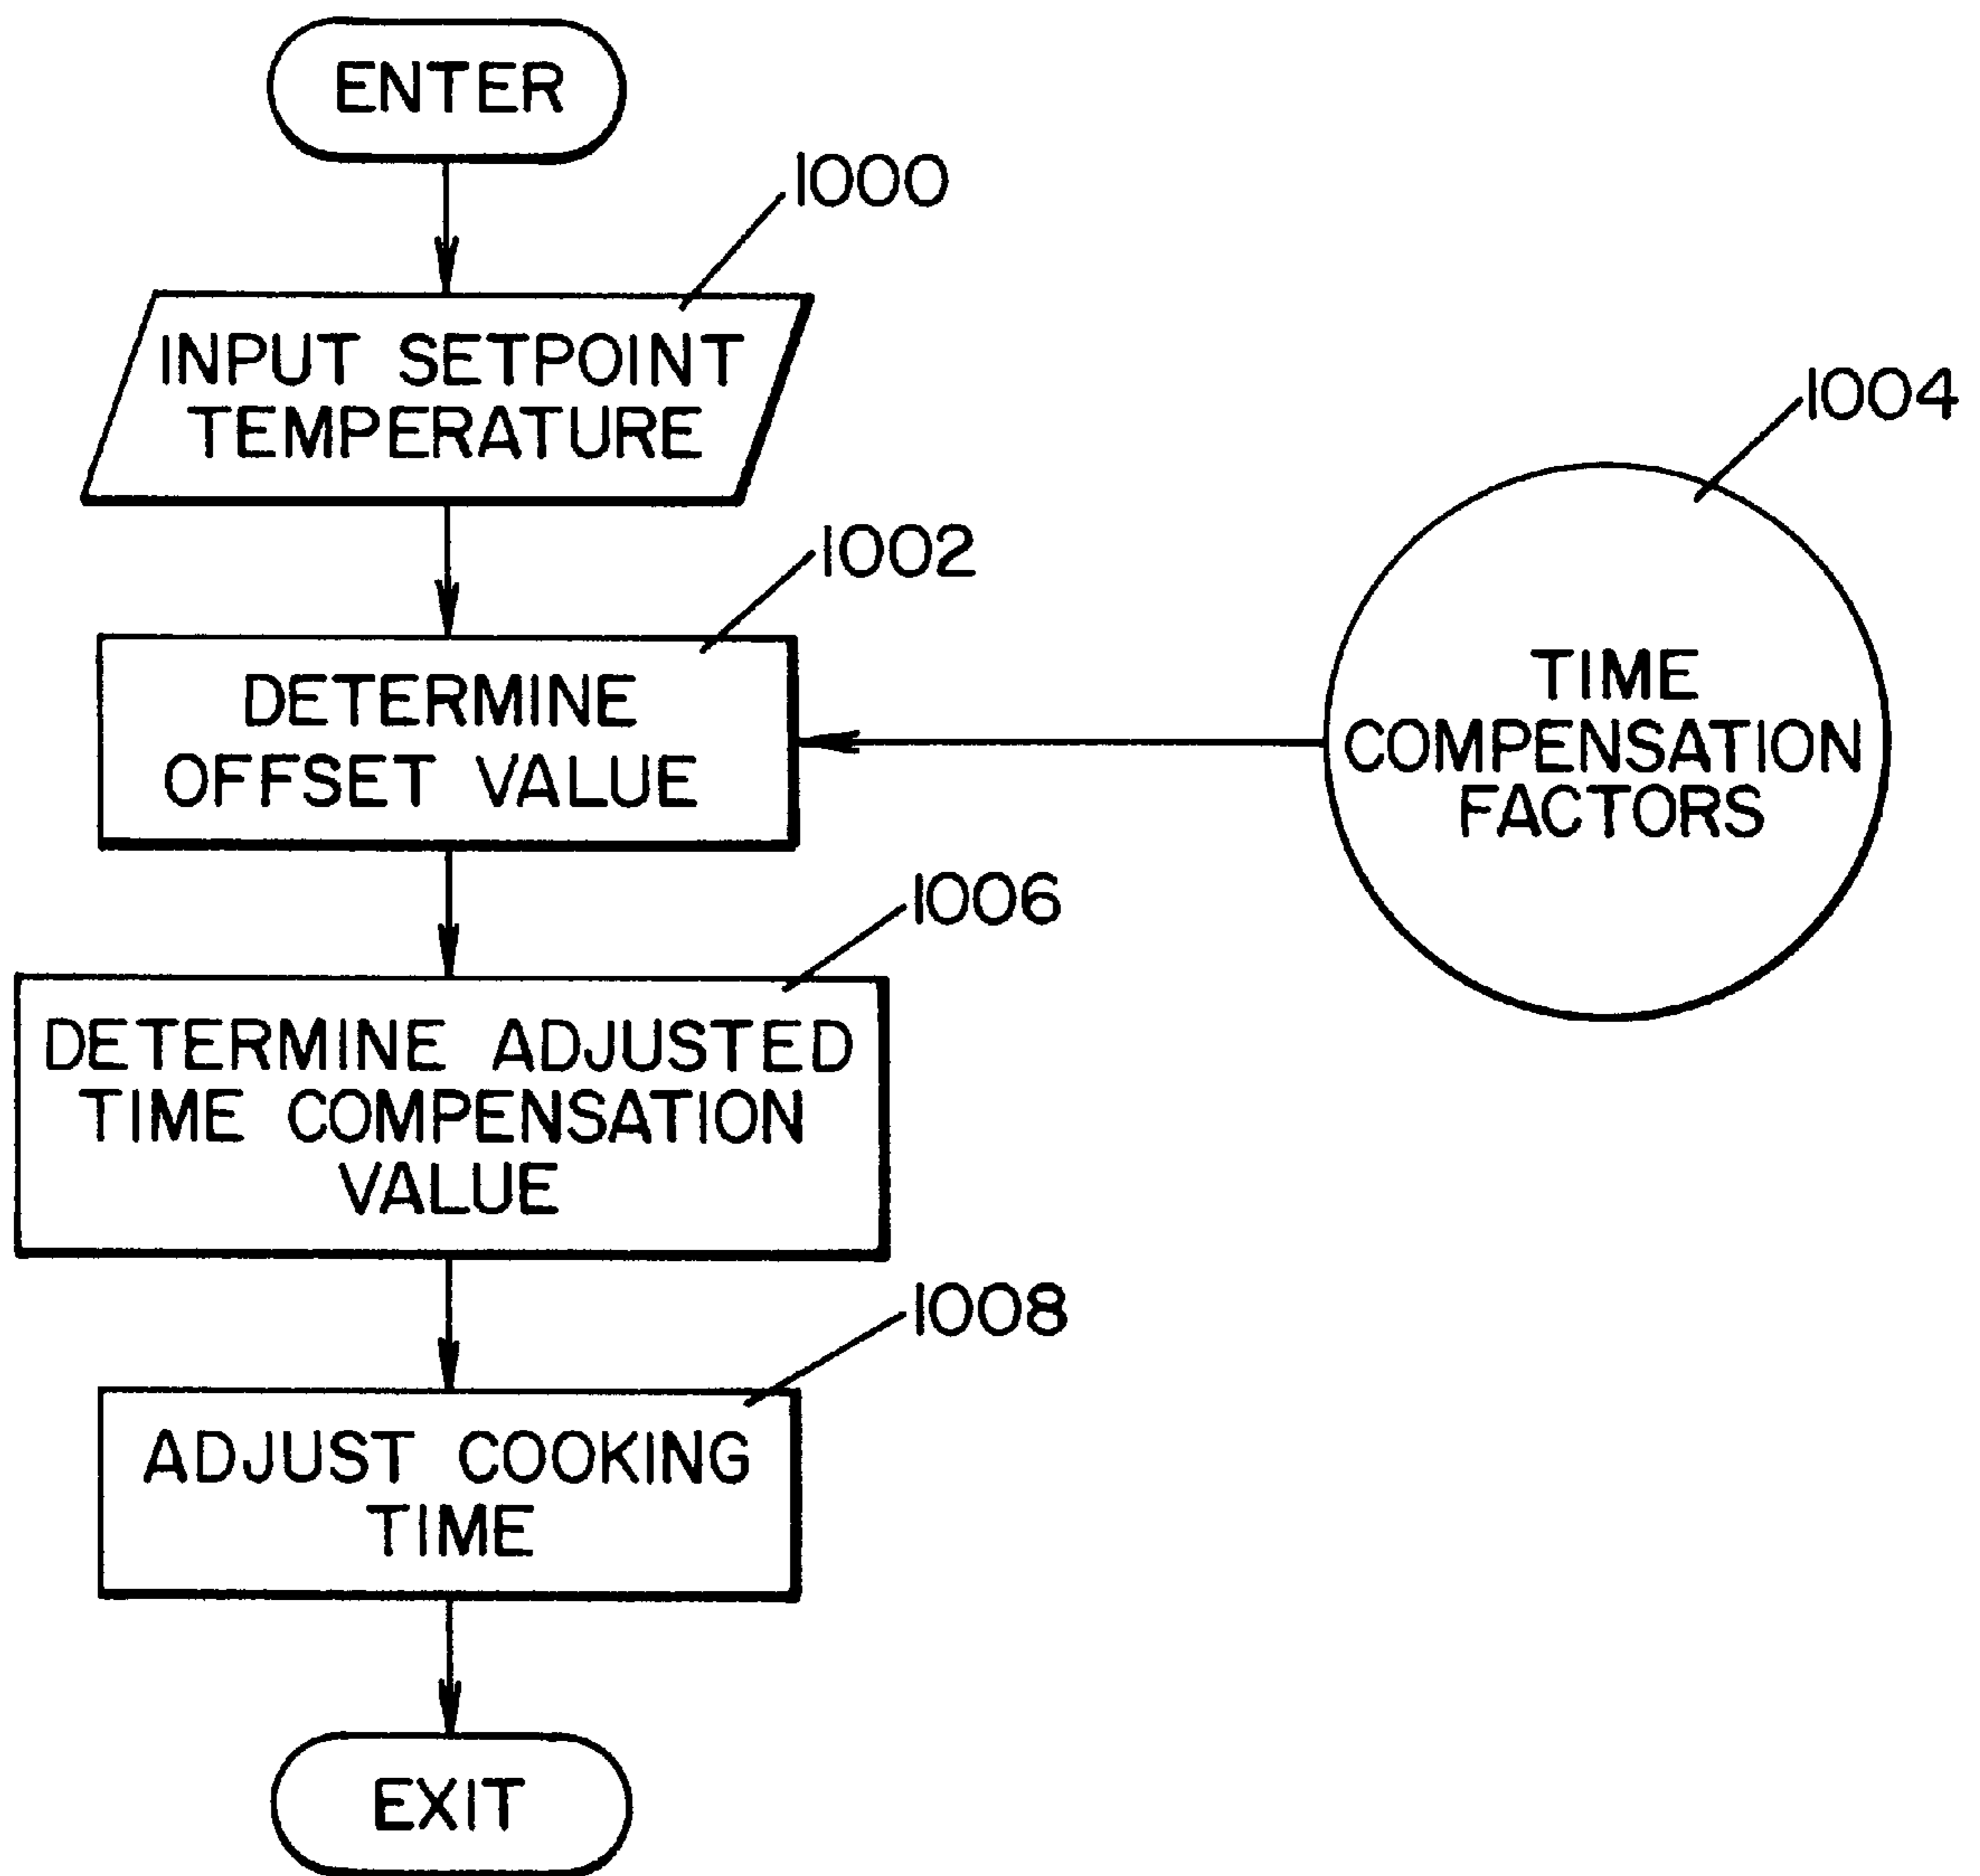 ENTER
1000
INPUT SETPOINT
TEMPERATURE
1004
1002
DETERMINE
OFFSET VALUE
TIME
COMPENSATION
FACTORS
1006
DETERMINE ADJUSTED
TIME COMPENSATION
VALUE
1008
ADJUST COOKING
TIME
EXIT